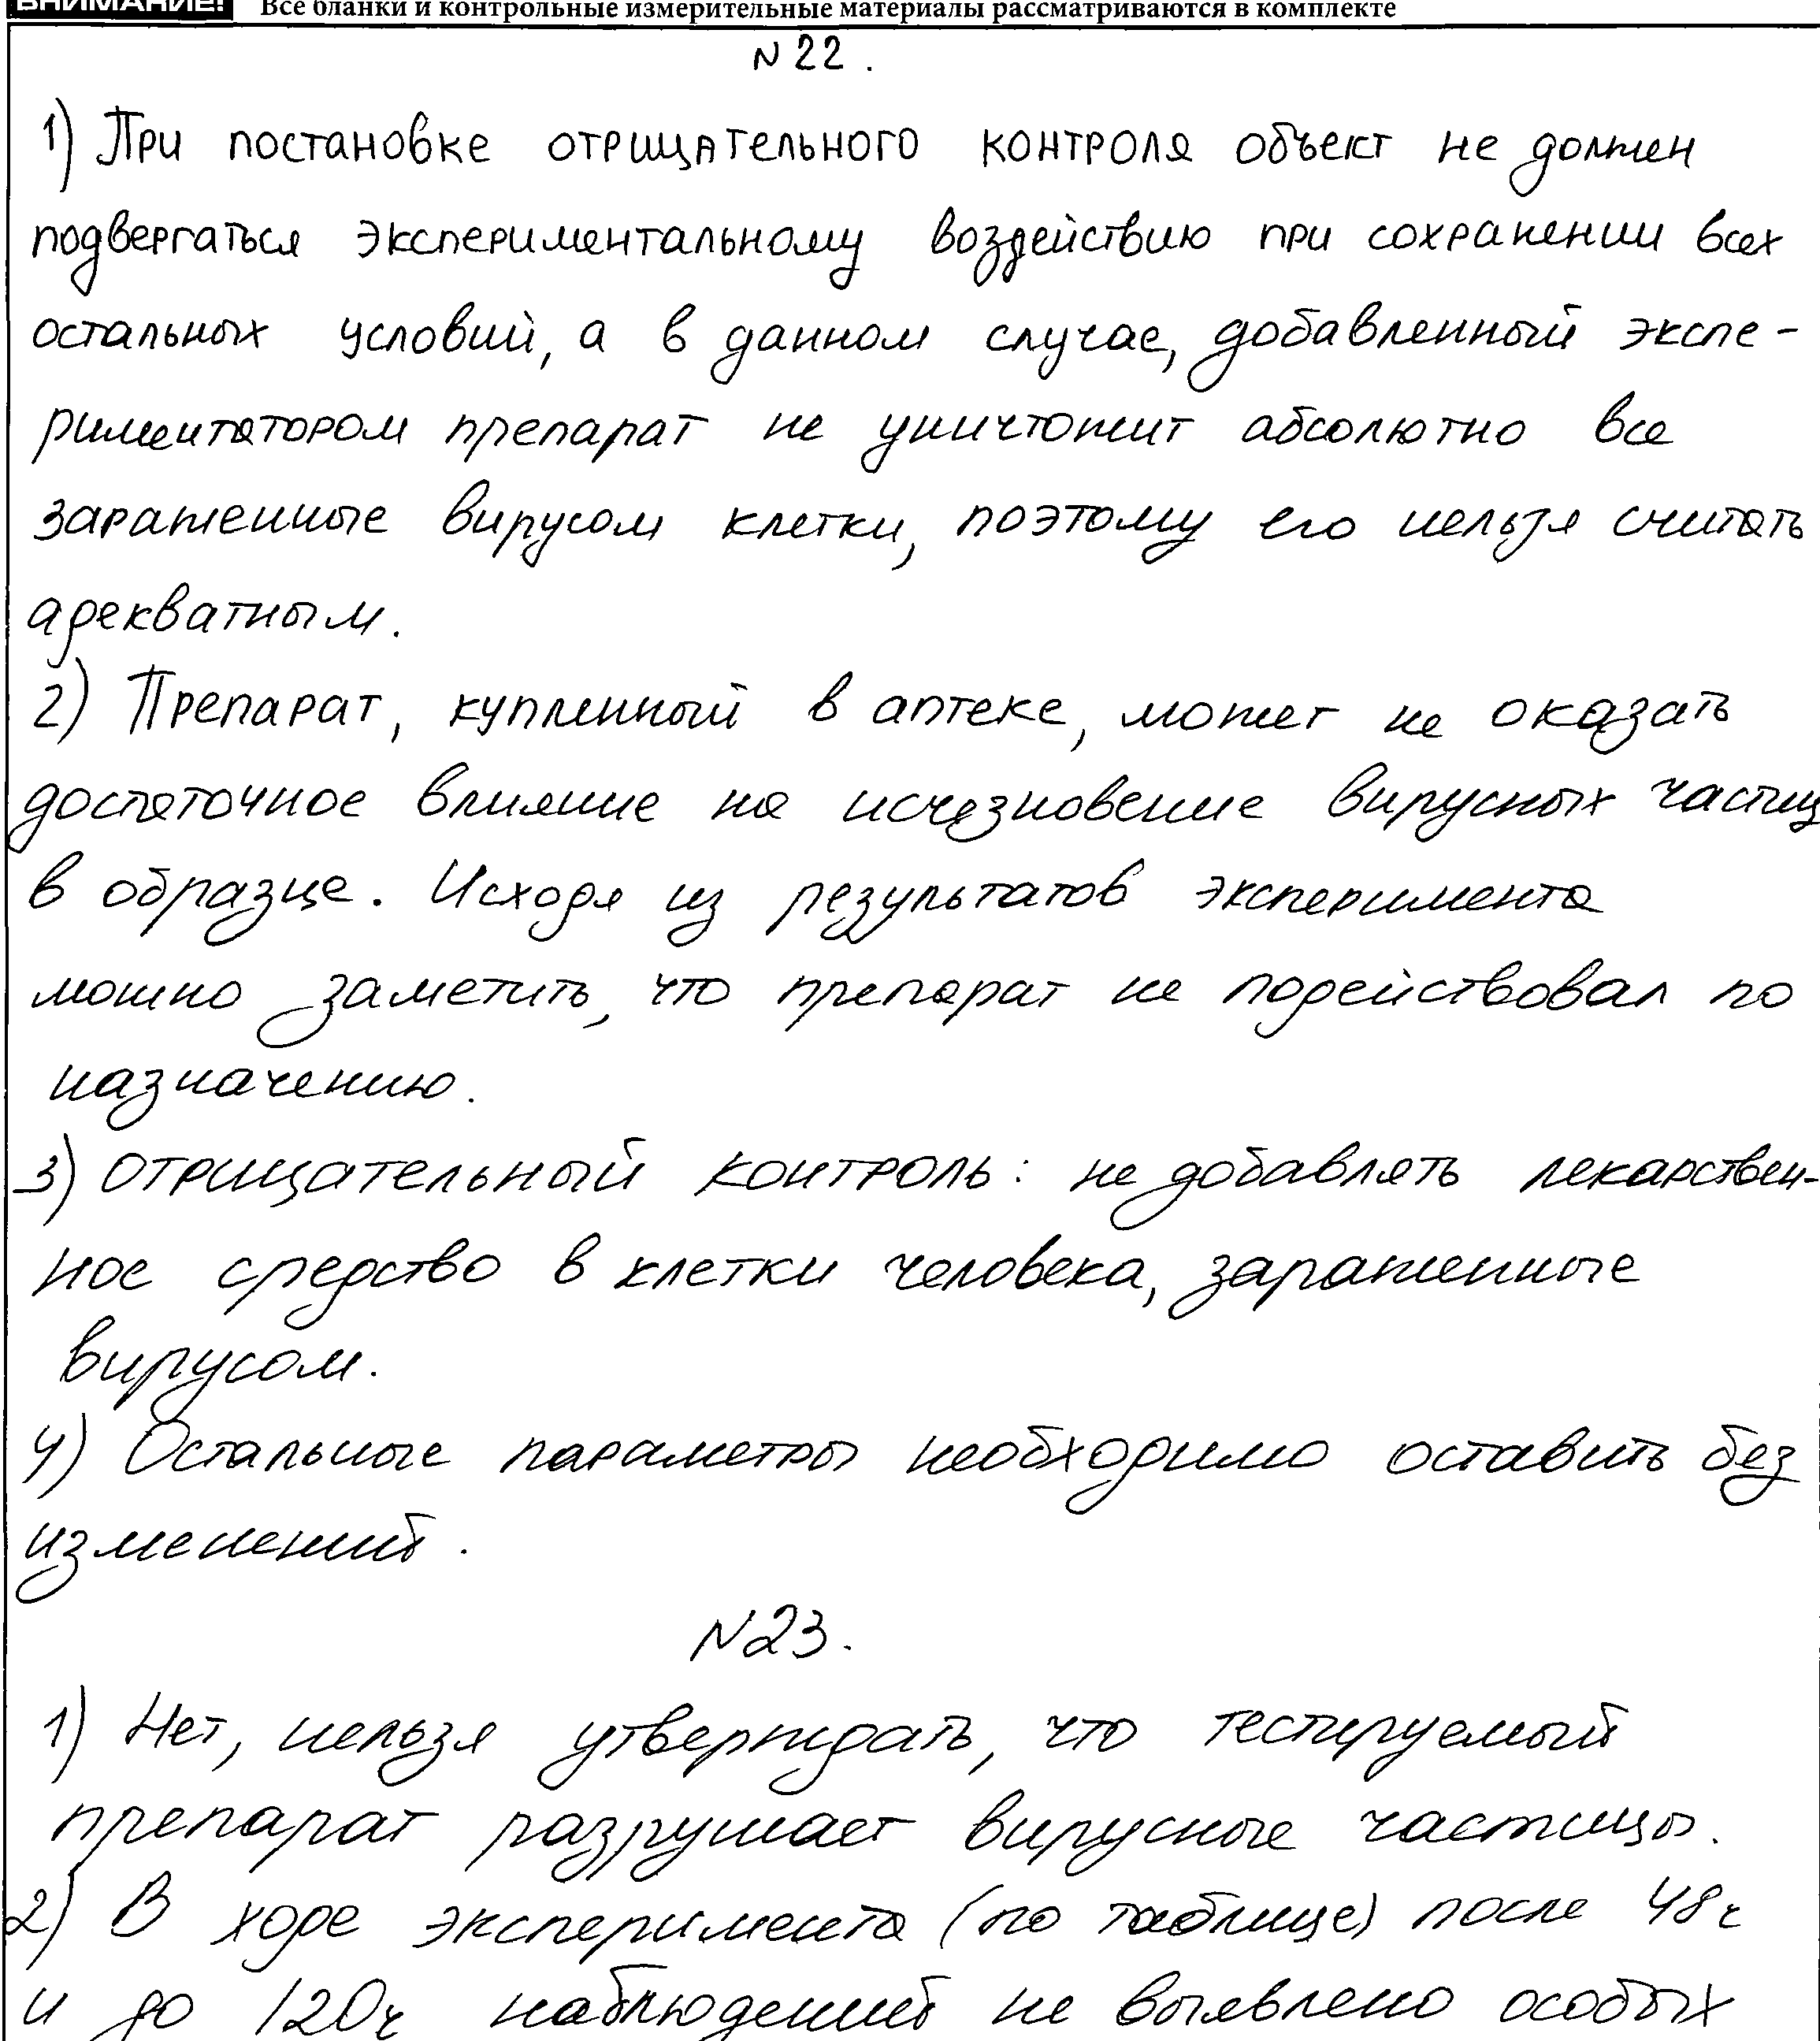 ВНИМАНИЕ! Все бланки и контрольные измерительные материалы рассматриваются в комплекте
N 22.
1) При постановке отрицательного контроля объект не должен
подвергаться экспериментальному воздействию при сохранении всех
остальных условий, а в данном случае, добавленный экспе-
риментатором препарат не уничтожит абсолютно все
зараженные вирусом клетки, поэтому его нельзя считать
адекватным.
2) Препарат, купленный в аптеке, может не оказать
достаточное влияние на исчезновение вирусных частиц
в образце. Исходя из результатов эксперимента
можно заметить, что препарат не подействовал по
назначению.
3) отрицательный контроль: не добавлять лекарствен-
ное средство в клетки человека, зараженные
вирусом.
4) Остальные параметры необходимо оставить без
изменений.
N23.
1) Нет, нельзя утверждать, что тестируемый
препарат разрушает вирусные частицы.
2) В ходе эксперимента (по таблице) после 48ч
и до 120ч наблюдений не выявлено особых